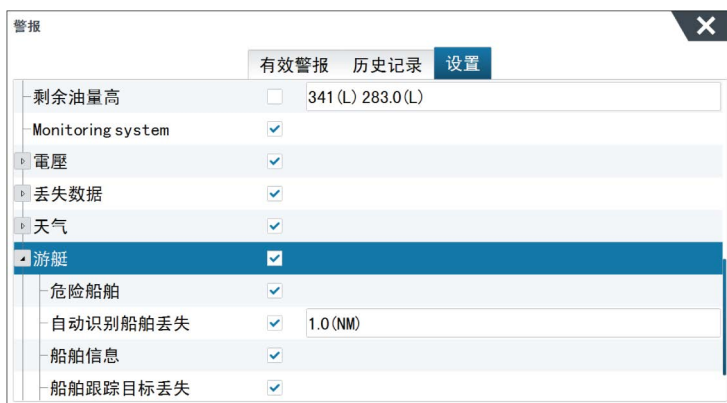 警报
有效警报 历史记录 设置
剩余油量高 341(L) 283.0(L)
Monitoring system
電壓
丢失数据
天气
游艇
危险船舶
自动识别船舶丢失 1.0(NM)
船舶信息
船舶跟踪目标丢失